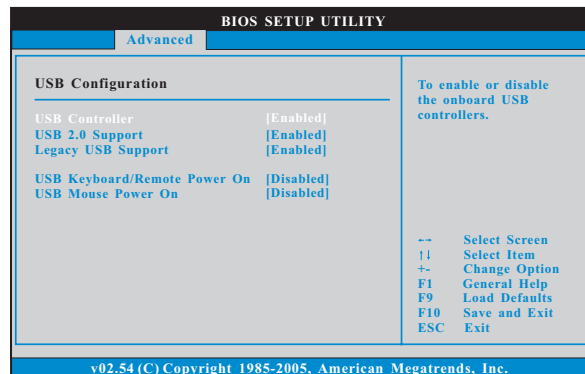 BIOS SETUP UTILITY
Advanced
USB Configuration
USB Controller [Enabled]
USB 2.0 Support [Enabled]
Legacy USB Support [Enabled]
USB Keyboard/Remote Power On [Disabled]
USB Mouse Power On [Disabled]
To enable or disable
the onboard USB
controllers.
←→ Select Screen
↑↓ Select Item
+- Change Option
F1 General Help
F9 Load Defaults
F10 Save and Exit
ESC Exit
v02.54 (C) Copyright 1985-2005, American Megatrends, Inc.